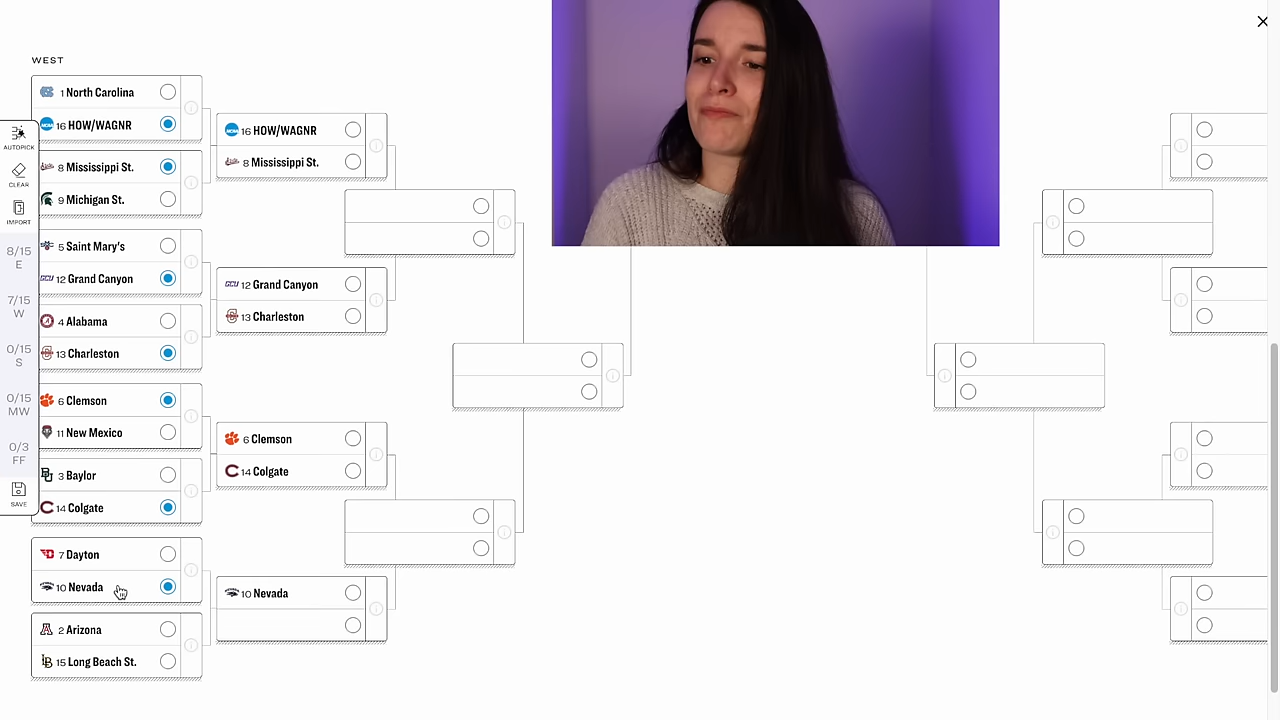 WEST
1 North Carolina
16 HOW/WAGNR
8 Mississippi St.
9 Michigan St.
5 Saint Mary's
12 Grand Canyon
4 Alabama
13 Charleston
6 Clemson
11 New Mexico
3 Baylor
14 Colgate
7 Dayton
10 Nevada
2 Arizona
15 Long Beach St.
16 HOW/WAGNR
8 Mississippi St.
12 Grand Canyon
13 Charleston
6 Clemson
14 Colgate
10 Nevada
AUTOPICK
CLEAR
IMPORT
8/15
E
7/15
W
0/15
S
0/15
MW
0/3
FF
SAVE